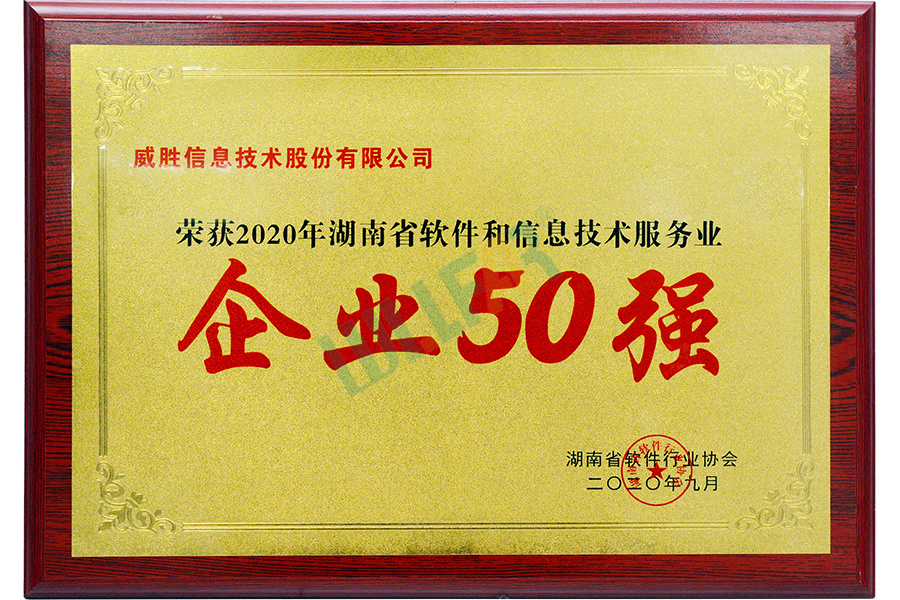 威胜信息技术股份有限公司
荣获2020年湖南省软件和信息技术服务业
企业50强
湖南省软件行业协会
二〇二〇年九月